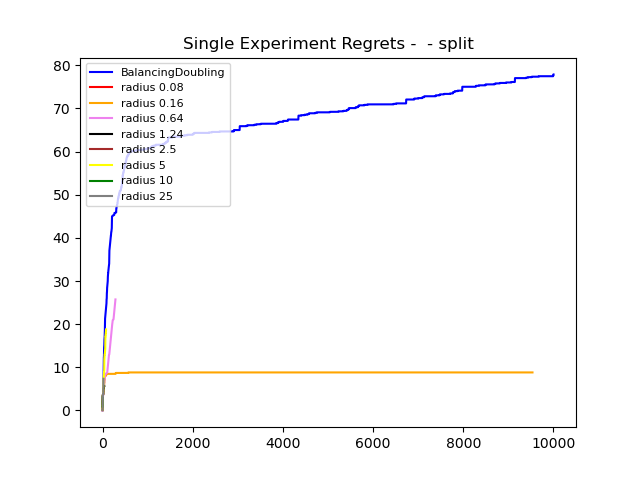 Single Experiment Regrets -  - split
80
70
60
50
40
30
20
10
0
BalancingDoubling
radius 0.08
radius 0.16
radius 0.64
radius 1.24
radius 2.5
radius 5
radius 10
radius 25
0 2000 4000 6000 8000 10000